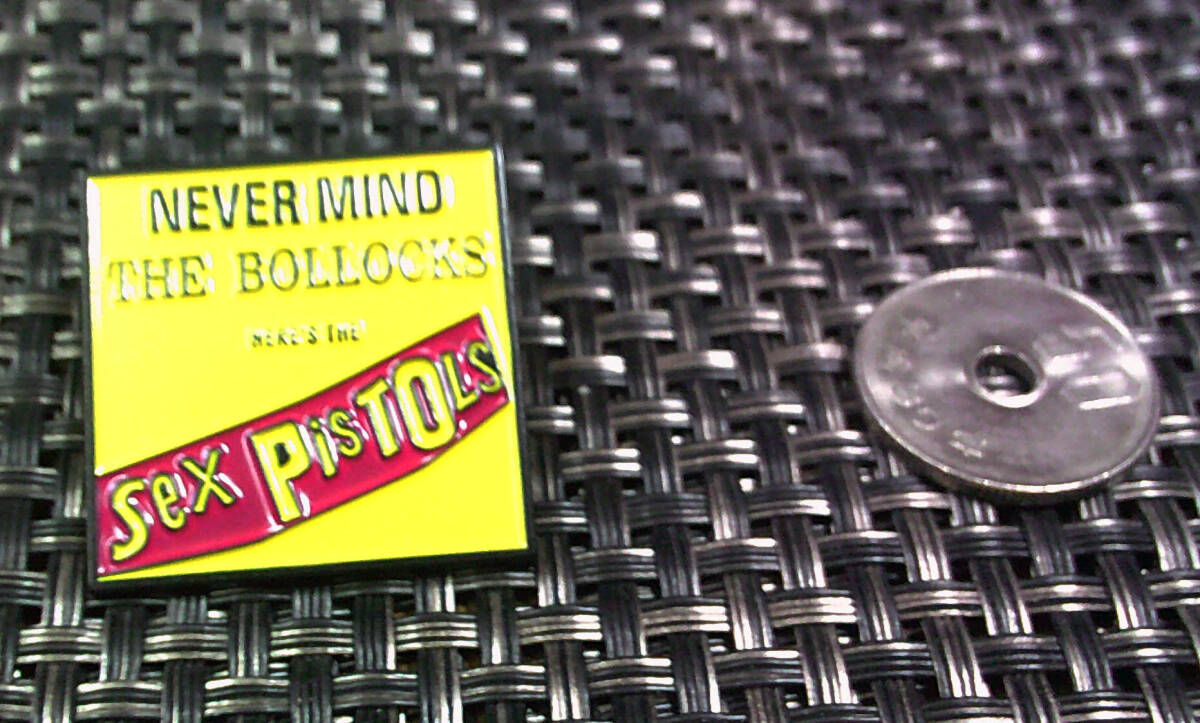 NEVER MIND
THE BOLLOCKS
HERE'S THE
Sex PisTOLs